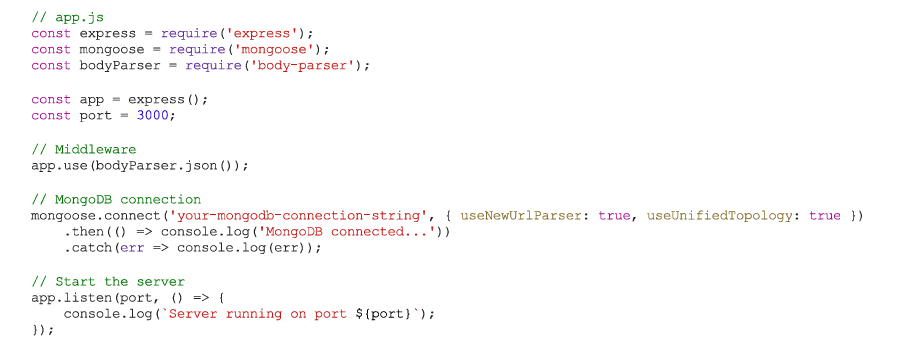 // app.js
const express = require('express');
const mongoose = require('mongoose');
const bodyParser = require('body-parser');
const app = express();
const port = 3000;
// Middleware
app.use(bodyParser.json());
// MongoDB connection
mongoose.connect('your-mongodb-connection-string', { useNewUrlParser: true, useUnifiedTopology: true })
    .then(() => console.log('MongoDB connected...'))
    .catch(err => console.log(err));
// Start the server
app.listen(port, () => {
    console.log(`Server running on port ${port}`);
});